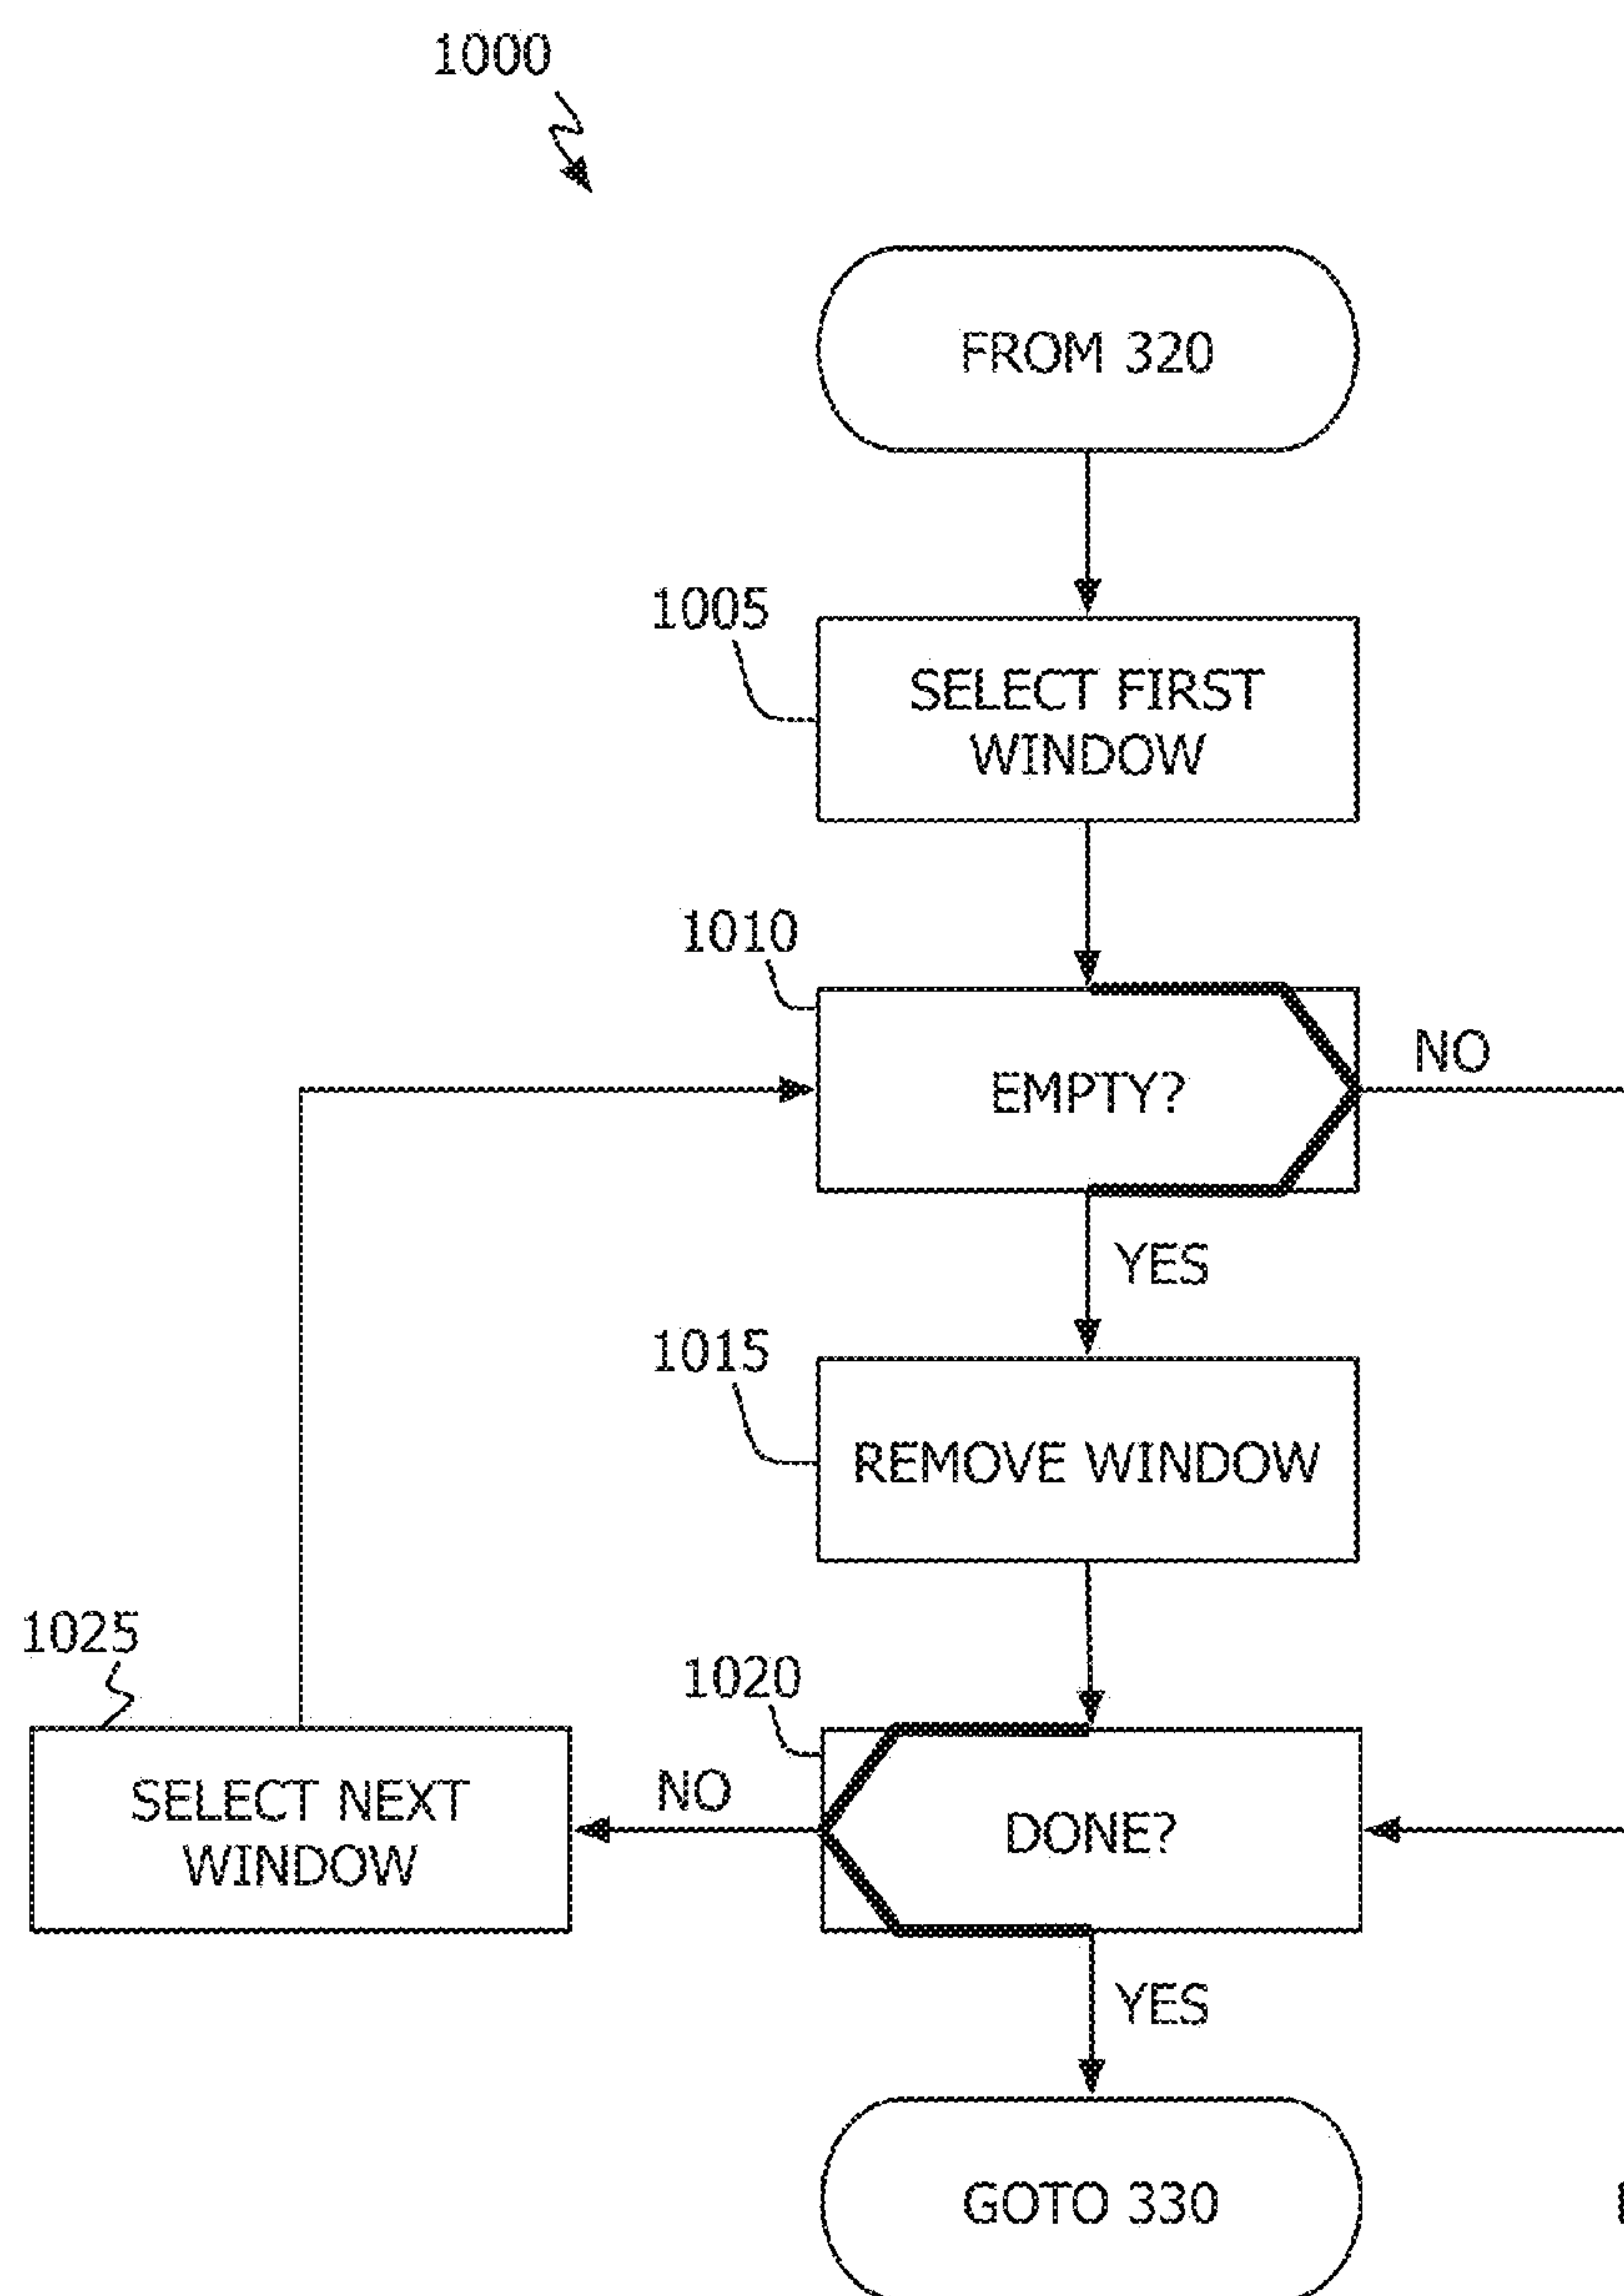 1000
FROM 320
1005
SELECT FIRST
WINDOW
1010
EMPTY?
NO
YES
1015
REMOVE WINDOW
1025
1020
SELECT NEXT
WINDOW
NO
DONE?
YES
GOTO 330